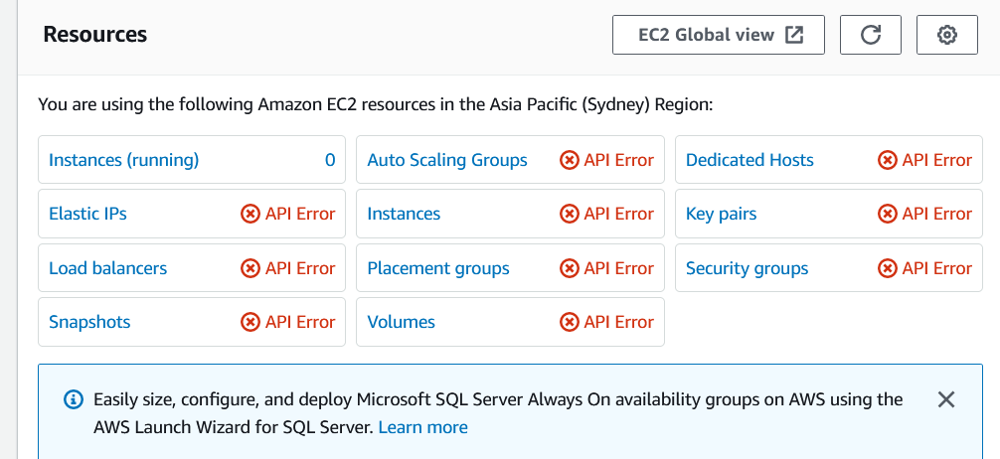 Resources
EC2 Global view
You are using the following Amazon EC2 resources in the Asia Pacific (Sydney) Region:
Instances (running) 0
Auto Scaling Groups API Error
Dedicated Hosts API Error
Elastic IPs API Error
Instances API Error
Key pairs API Error
Load balancers API Error
Placement groups API Error
Security groups API Error
Snapshots API Error
Volumes API Error
Easily size, configure, and deploy Microsoft SQL Server Always On availability groups on AWS using the
AWS Launch Wizard for SQL Server. Learn more